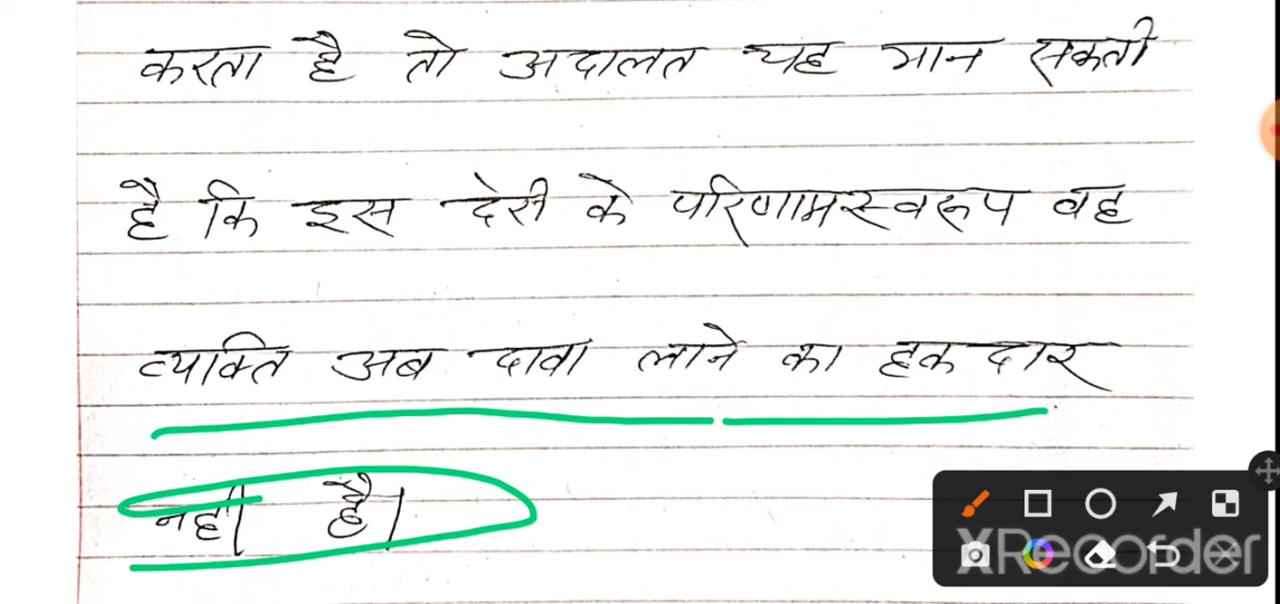 करता है तो अदालत यह मान सकती
है कि इस देरी के परिणामस्वरूप वह
व्यक्ति अब दावा लाने का हकदार
नहीं है।
XRecorder